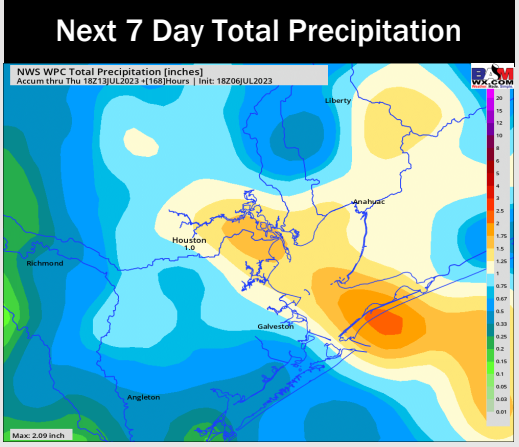 Next 7 Day Total Precipitation
NWS WPC Total Precipitation [inches]
Accum thru Thu 18Z13JUL2023 +[168]Hours | Init: 18Z06JUL2023
BAM
WX.COM
Liberty
Anahuac
Houston
1.0
Richmond
Galveston
Angleton
Max: 2.09 inch
20
15
12
10
8
6
5
4
3
2.5
2
1.75
1.5
1.25
1
0.75
0.67
0.5
0.33
0.25
0.2
0.15
0.1
0.05
0.03
0.01